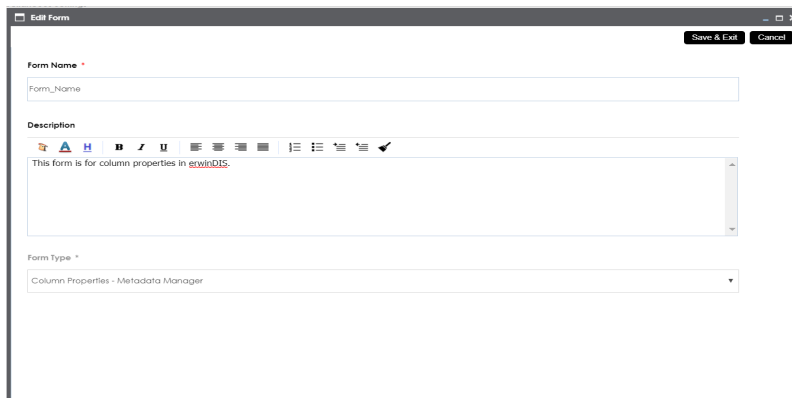 Edit Form
Save & Exit Cancel
Form Name *
Form_Name
Description
A H B I U
This form is for column properties in erwinDIS.
Form Type *
Column Properties - Metadata Manager